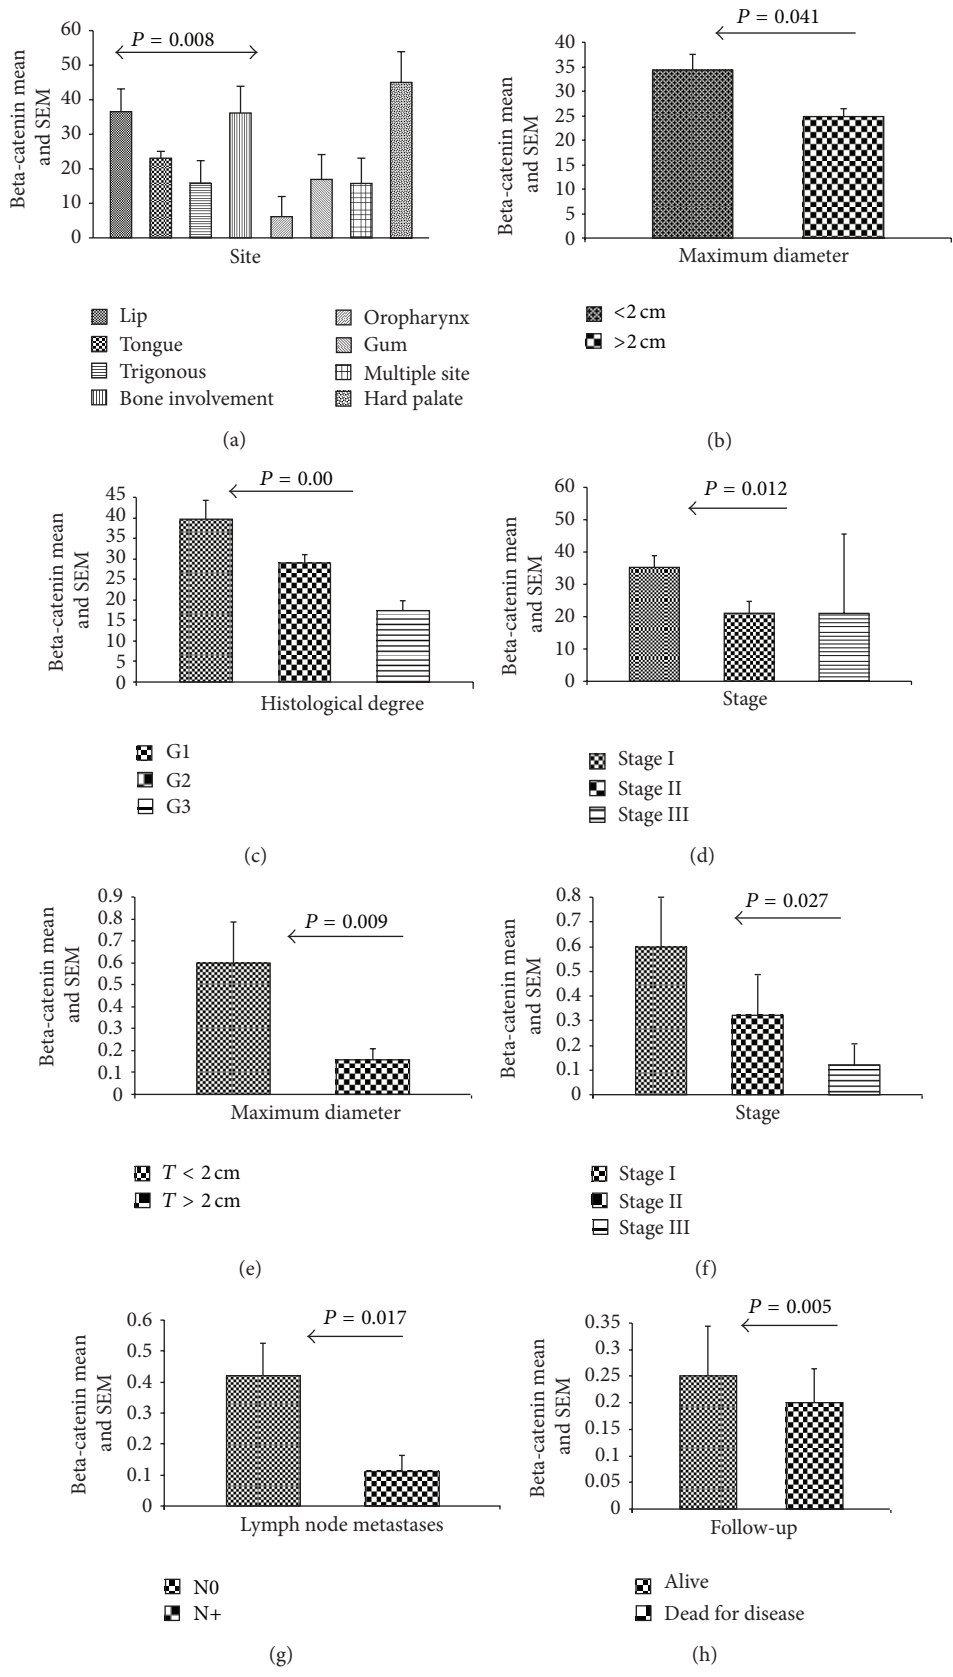 P = 0.008
60
50
40
30
20
10
0
Beta-catenin mean
and SEM
Site
Lip
Tongue
Trigonous
Bone involvement
Oropharynx
Gum
Multiple site
Hard palate
(a)
P = 0.041
40
35
30
25
20
15
10
5
0
Beta-catenin mean
and SEM
Maximum diameter
<2 cm
>2 cm
(b)
P = 0.00
45
40
35
30
25
20
15
10
5
0
Beta-catenin mean
and SEM
Histological degree
G1
G2
G3
(c)
P = 0.012
60
50
40
30
20
10
0
Beta-catenin mean
and SEM
Stage
Stage I
Stage II
Stage III
(d)
P = 0.009
0.9
0.8
0.7
0.6
0.5
0.4
0.3
0.2
0.1
0
Beta-catenin mean
and SEM
Maximum diameter
T < 2 cm
T > 2 cm
(e)
P = 0.027
0.8
0.7
0.6
0.5
0.4
0.3
0.2
0.1
0
Beta-catenin mean
and SEM
Stage
Stage I
Stage II
Stage III
(f)
P = 0.017
0.6
0.5
0.4
0.3
0.2
0.1
0
Beta-catenin mean
and SEM
Lymph node metastases
N0
N+
(g)
P = 0.005
0.35
0.3
0.25
0.2
0.15
0.1
0.05
0
Beta-catenin mean
and SEM
Follow-up
Alive
Dead for disease
(h)